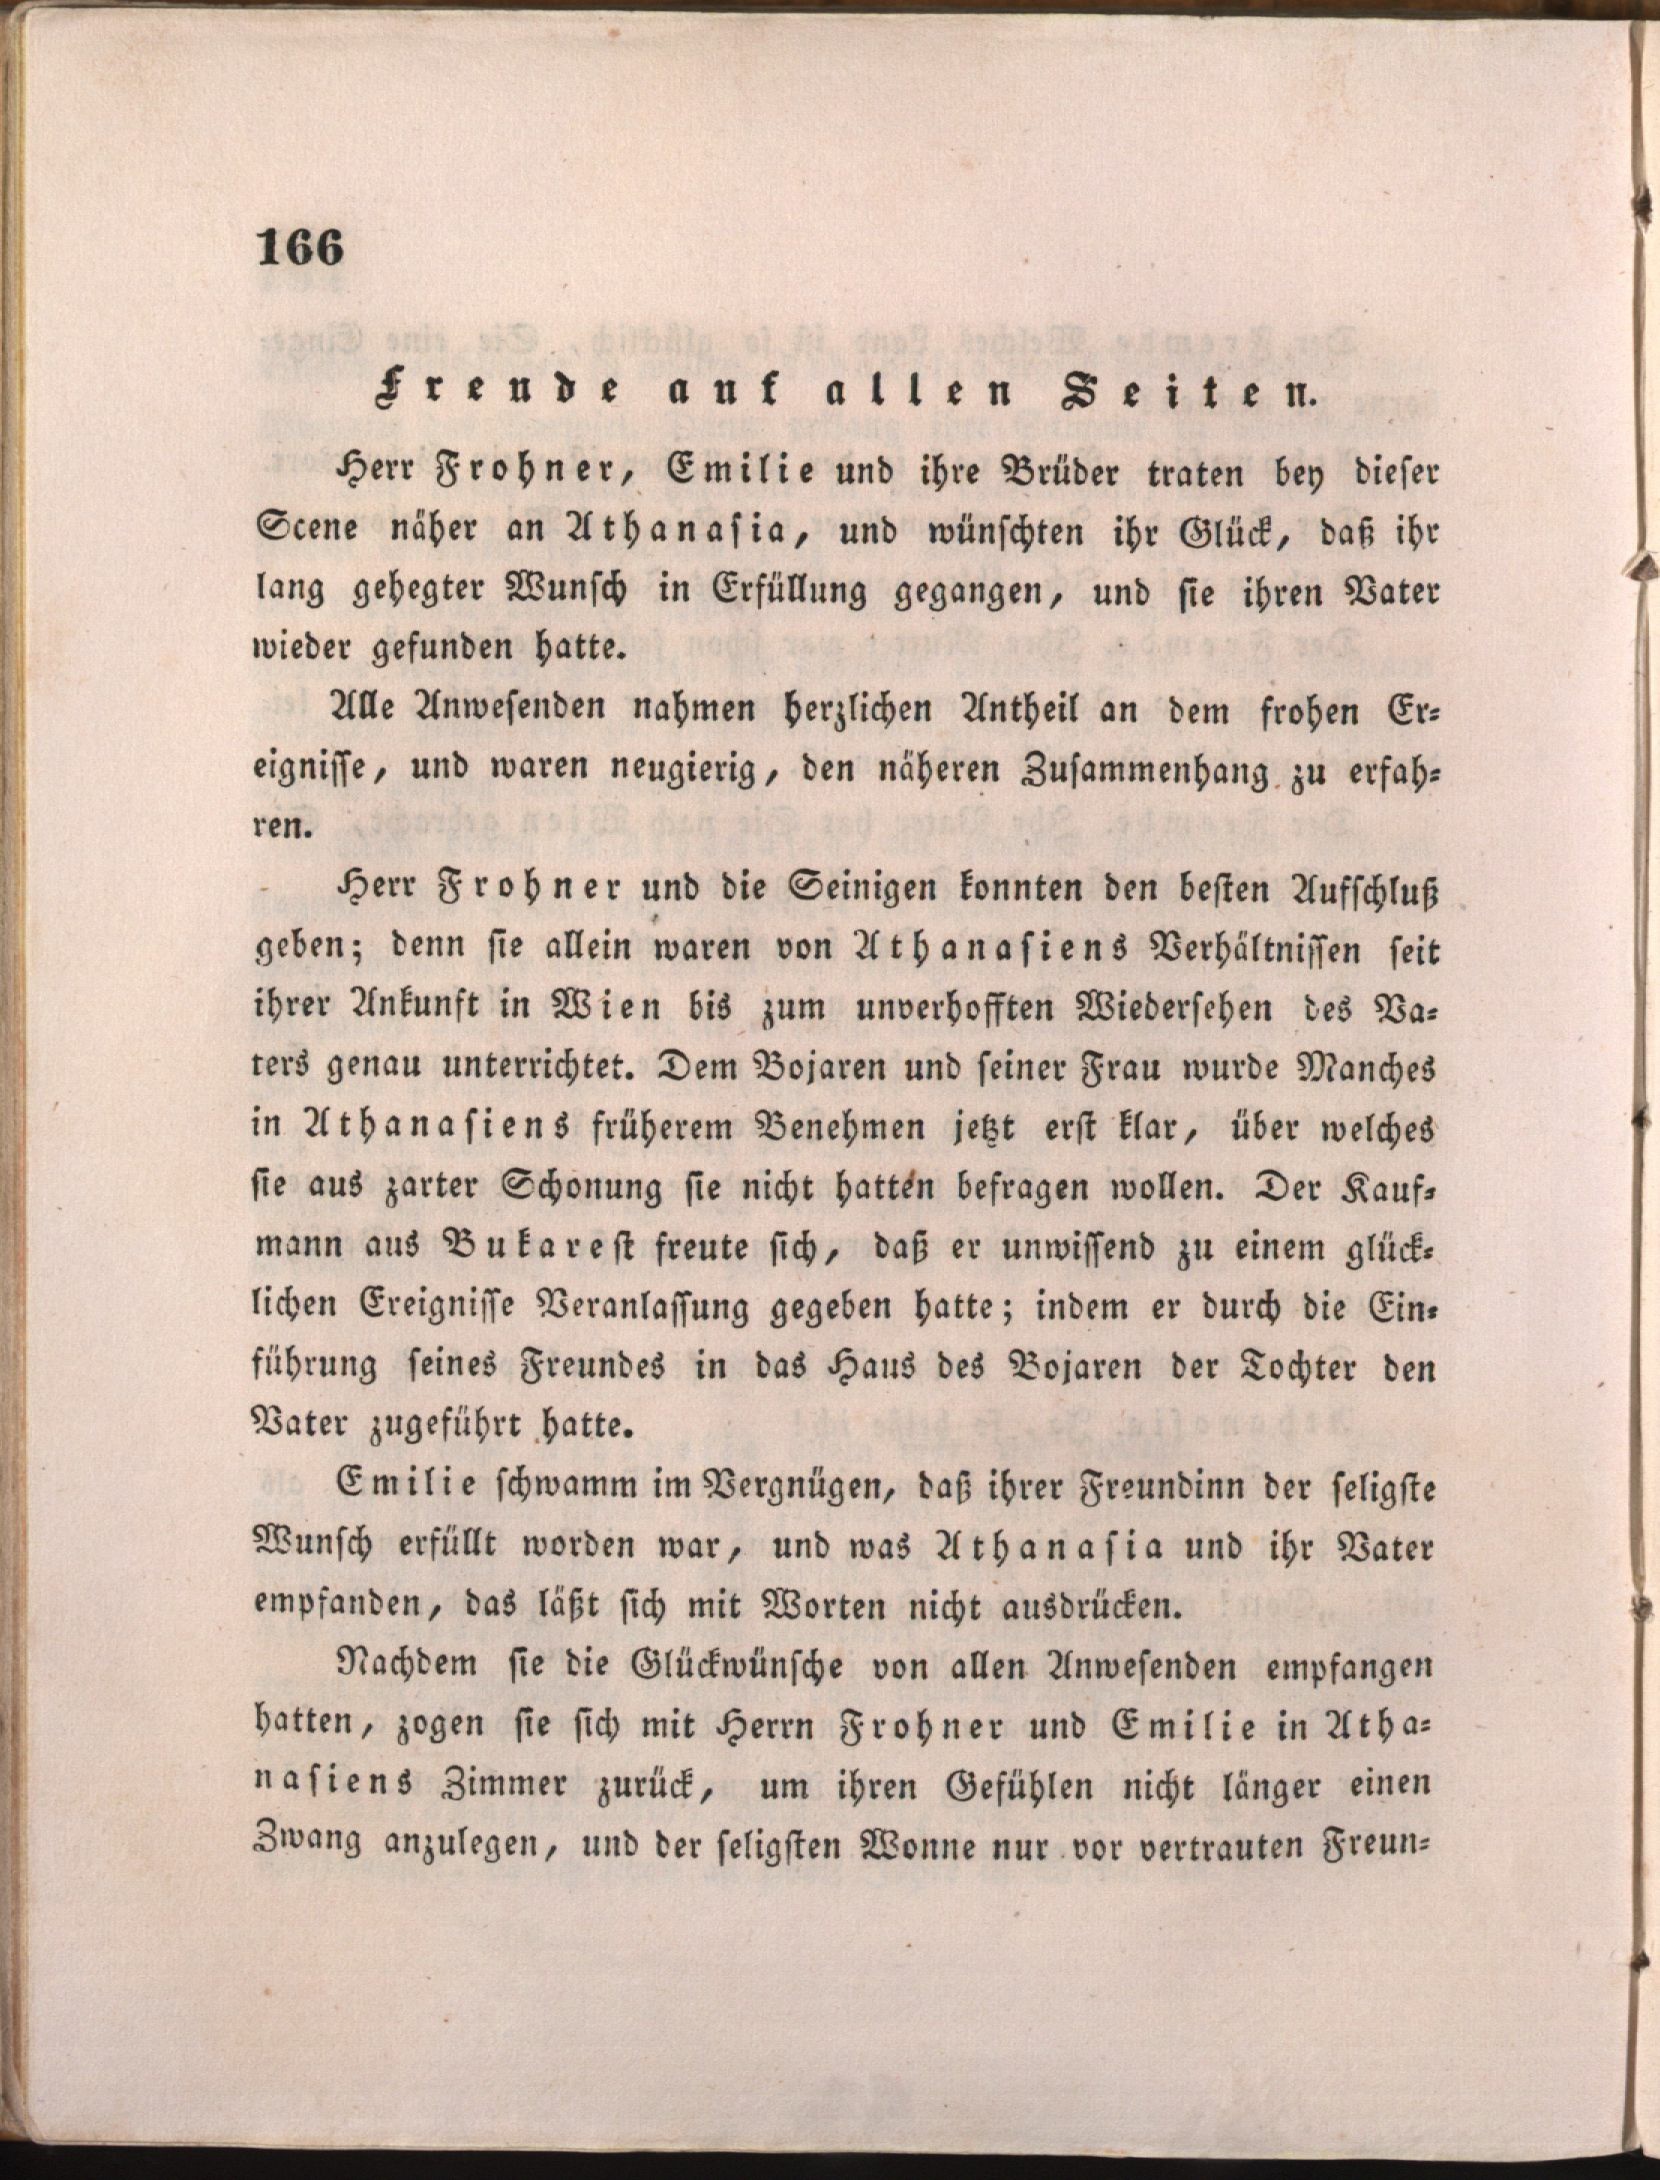 166
Freude auf allen Seiten.
Herr Frohner, Emilie und ihre Brüder traten bey dieser
Scene näher an Athanasia, und wünschten ihr Glück, daß ihr
lang gehegter Wunsch in Erfüllung gegangen, und sie ihren Vater
wieder gefunden hatte.
Alle Anwesenden nahmen herzlichen Antheil an dem frohen Er-
eignisse, und waren neugierig, den näheren Zusammenhang zu erfah-
ren.
Herr Frohner und die Seinigen konnten den besten Aufschluß
geben; denn sie allein waren von Athanasiens Verhältnissen seit
ihrer Ankunft in Wien bis zum unverhofften Wiedersehen des Va-
ters genau unterrichtet. Dem Bojaren und seiner Frau wurde Manches
in Athanasiens früherem Benehmen jetzt erst klar, über welches
sie aus zarter Schonung sie nicht hatten befragen wollen. Der Kauf-
mann aus Bukarest freute sich, daß er unwissend zu einem glück-
lichen Ereignisse Veranlassung gegeben hatte; indem er durch die Ein-
führung seines Freundes in das Haus des Bojaren der Tochter den
Vater zugeführt hatte.
Emilie schwamm im Vergnügen, daß ihrer Freundinn der seligste
Wunsch erfüllt worden war, und was Athanasia und ihr Vater
empfanden, das läßt sich mit Worten nicht ausdrücken.
Nachdem sie die Glückwünsche von allen Anwesenden empfangen
hatten, zogen sie sich mit Herrn Frohner und Emilie in Atha-
nasiens Zimmer zurück, um ihren Gefühlen nicht länger einen
Zwang anzulegen, und der seligsten Wonne nur vor vertrauten Freun-